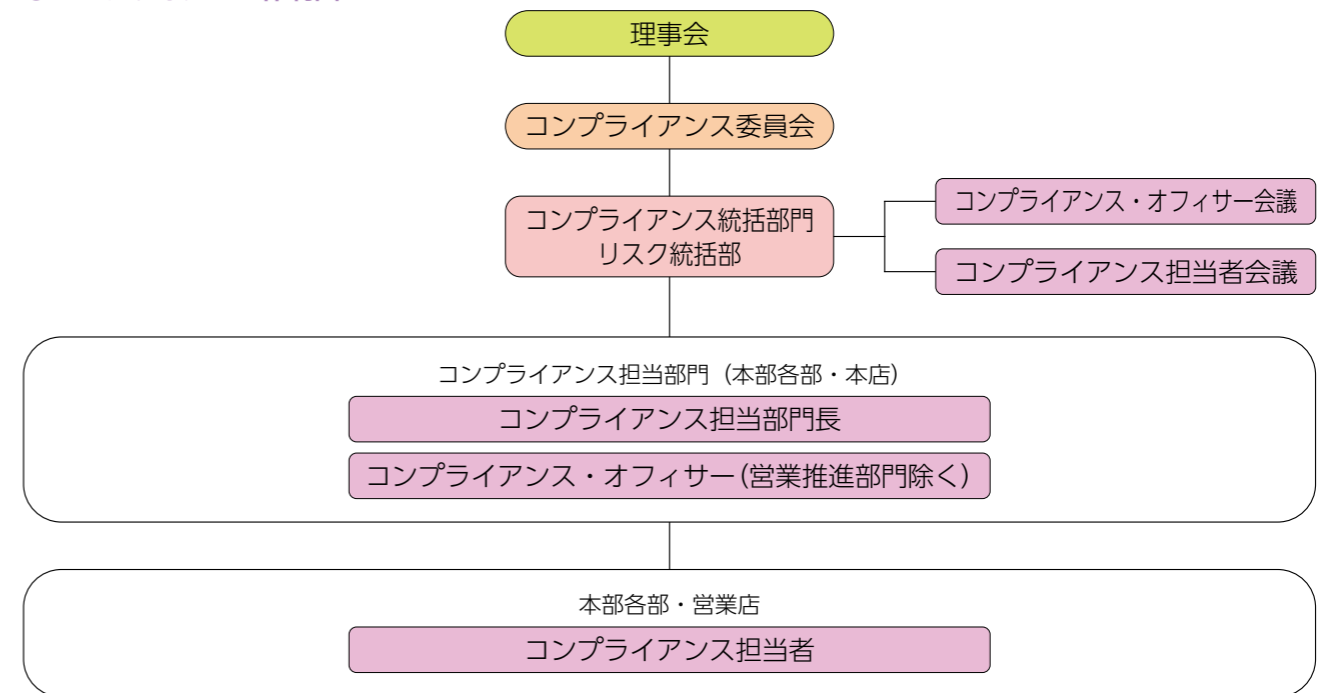 理事会
コンプライアンス委員会
コンプライアンス統括部門
リスク統括部
コンプライアンス・オフィサー会議
コンプライアンス担当者会議
コンプライアンス担当部門（本部各部・本店）
コンプライアンス担当部門長
コンプライアンス・オフィサー（営業推進部門除く）
本部各部・営業店
コンプライアンス担当者